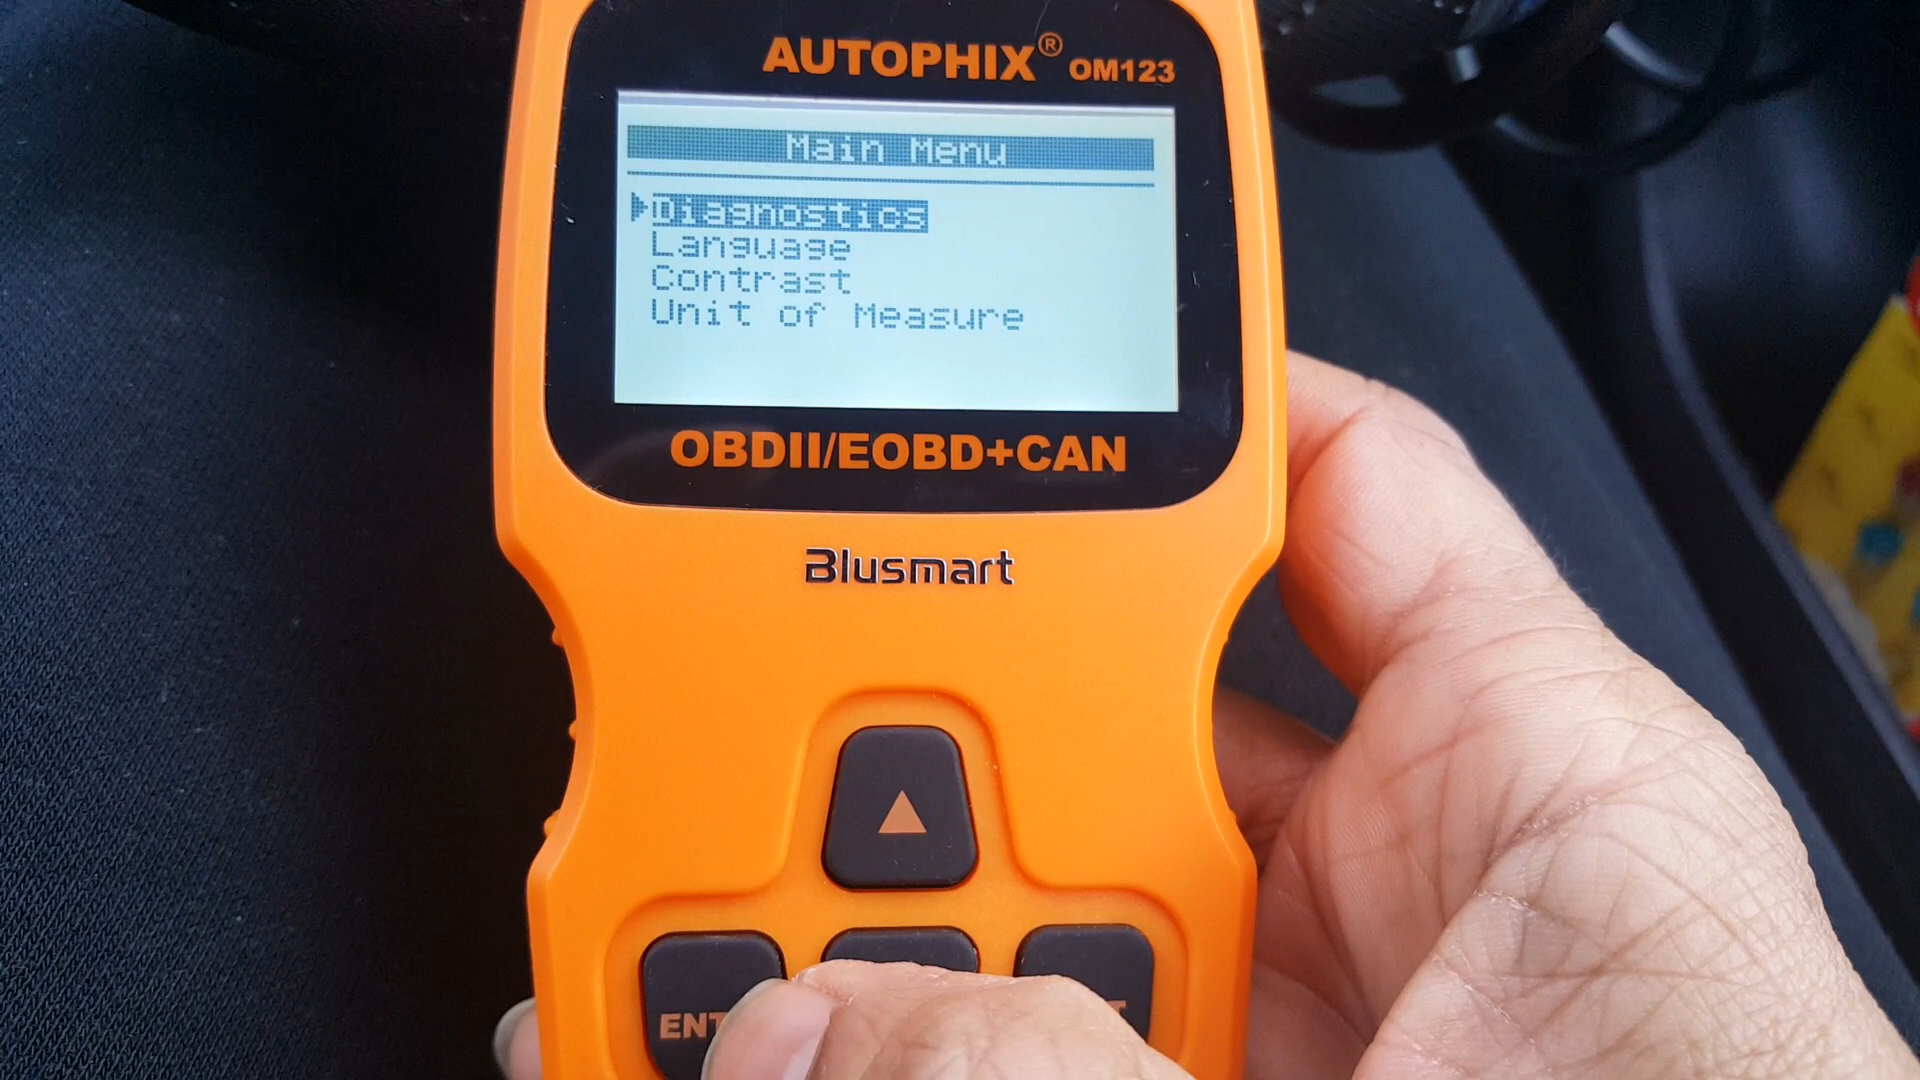 AUTOPHIX® OM123
Main Menu
Diagnostics
Language
Contrast
Unit of Measure
OBDII/EOBD+CAN
Blusmart